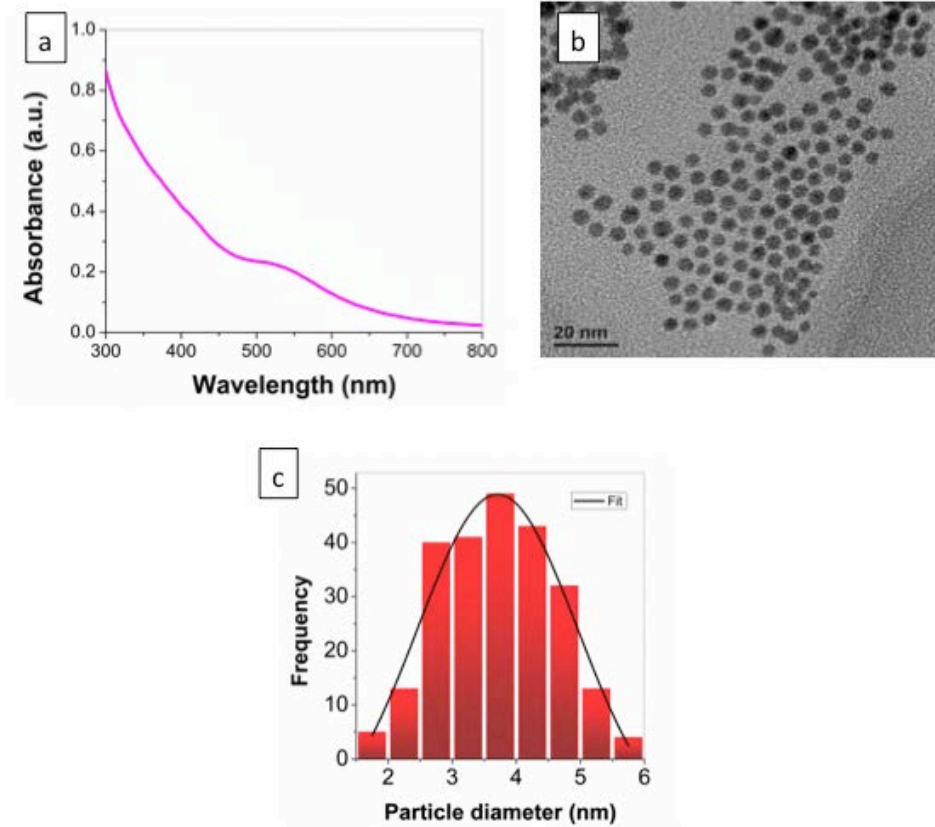 a
1.0
0.8
0.6
0.4
0.2
0.0
Absorbance (a.u.)
300 400 500 600 700 800
Wavelength (nm)
b
20 nm
c
50
40
30
20
10
0
Frequency
Fit
2 3 4 5 6
Particle diameter (nm)